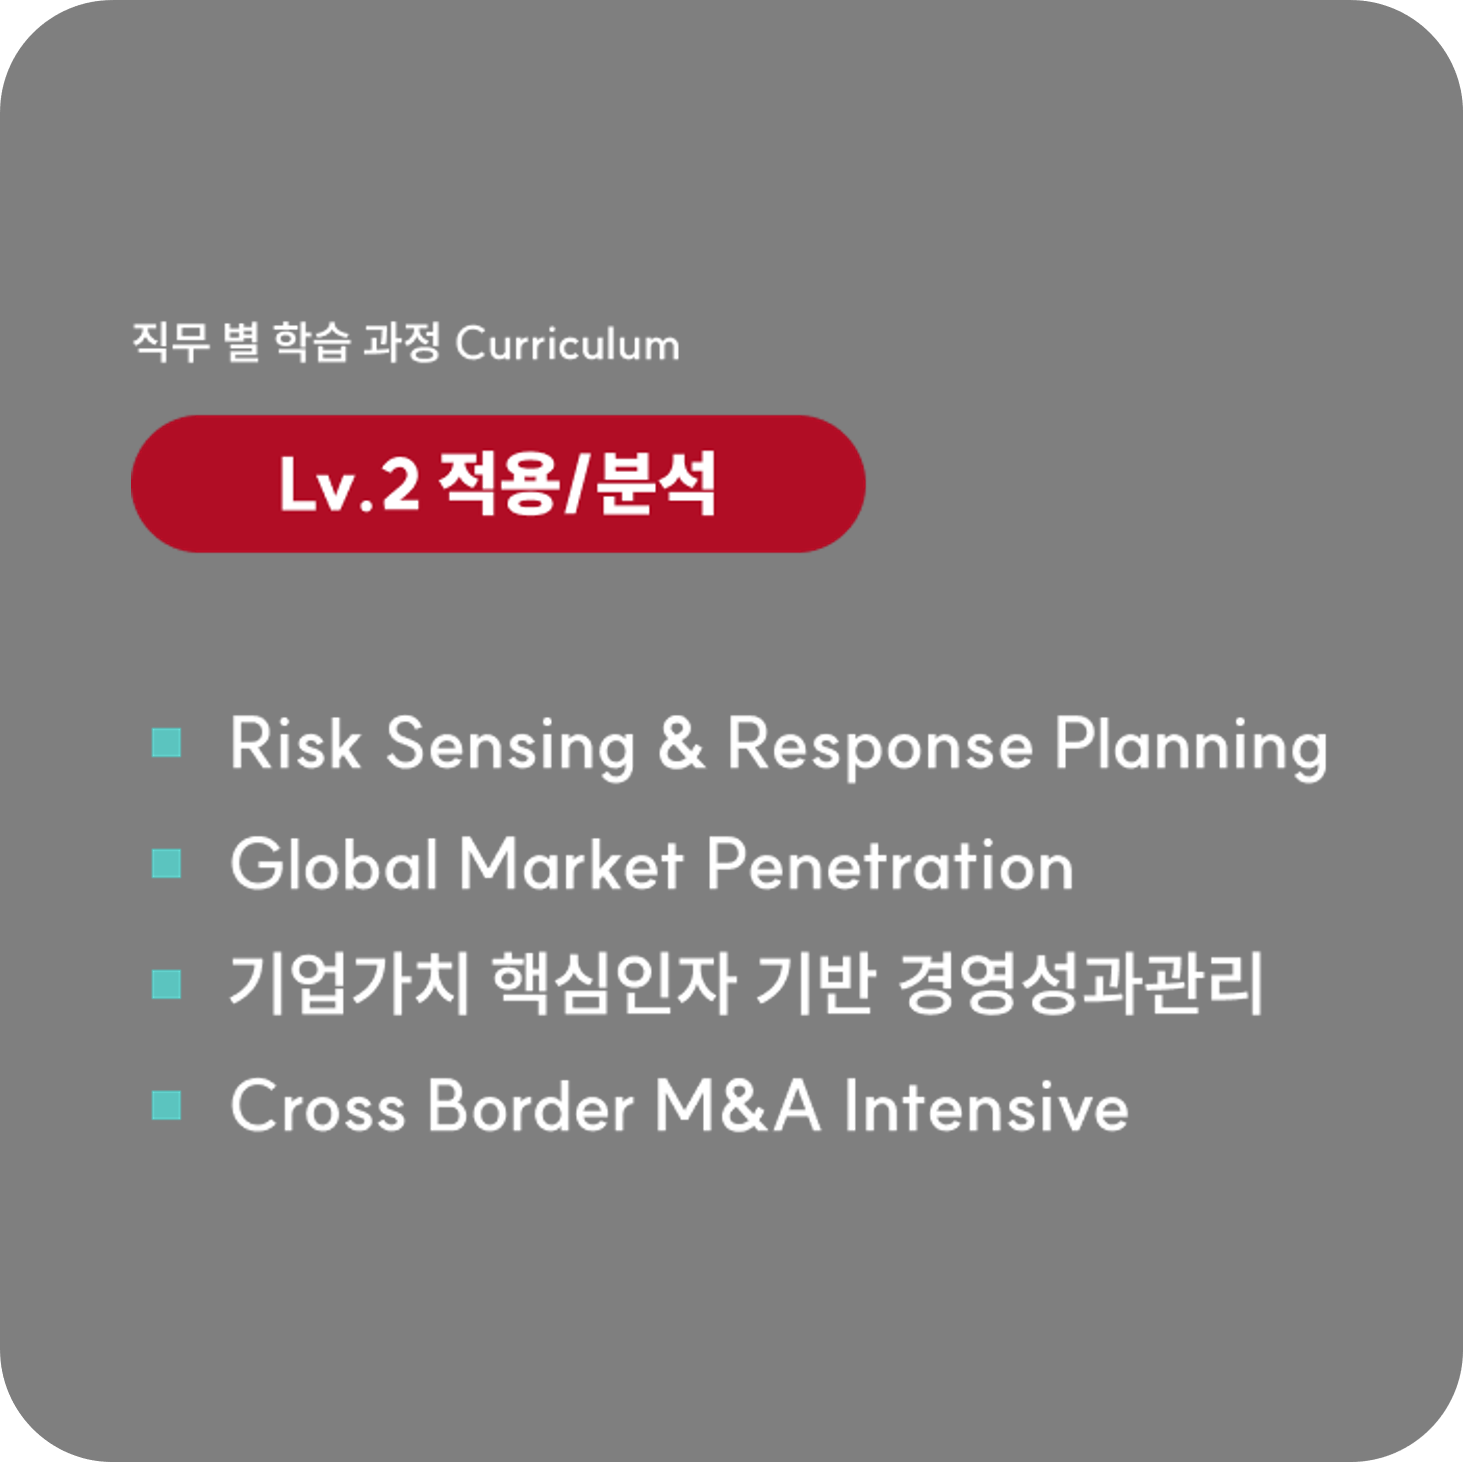 직무 별 학습 과정 Curriculum
Lv.2 적용/분석
Risk Sensing & Response Planning
Global Market Penetration
기업가치 핵심인자 기반 경영성과관리
Cross Border M&A Intensive